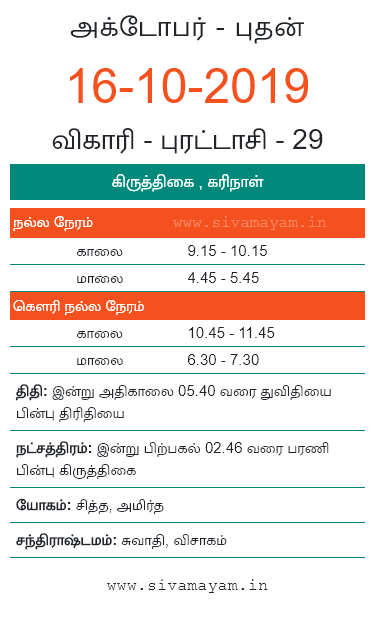 அக்டோபர் - புதன்
16-10-2019
விகாரி - புரட்டாசி - 29
கிருத்திகை , கரிநாள்
நல்ல நேரம் www.sivamayam.in
காலை 9.15 - 10.15
மாலை 4.45 - 5.45
கௌரி நல்ல நேரம்
காலை 10.45 - 11.45
மாலை 6.30 - 7.30
திதி: இன்று அதிகாலை 05.40 வரை துவிதியை
பின்பு திரிதியை
நட்சத்திரம்: இன்று பிற்பகல் 02.46 வரை பரணி
பின்பு கிருத்திகை
யோகம்: சித்த, அமிர்த
சந்திராஷ்டமம்: சுவாதி, விசாகம்
www.sivamayam.in